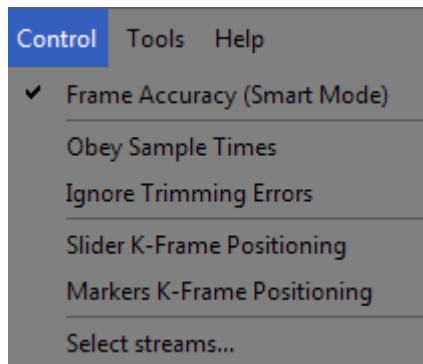 Control Tools Help
Frame Accuracy (Smart Mode)
Obey Sample Times
Ignore Trimming Errors
Slider K-Frame Positioning
Markers K-Frame Positioning
Select streams...